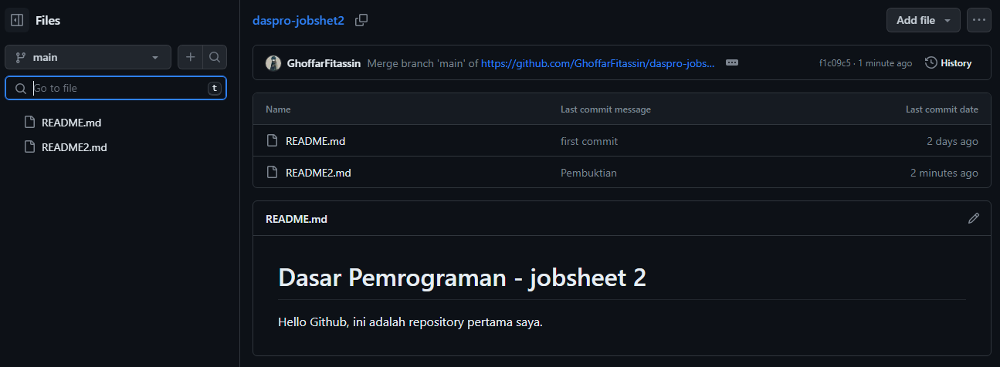 Files
main
Go to file
t
README.md
README2.md
daspro-jobshet2
Add file
GhoffarFitassin Merge branch 'main' of https://github.com/GhoffarFitassin/daspro-jobs...
f1c09c5 · 1 minute ago
History
Name Last commit message Last commit date
README.md first commit 2 days ago
README2.md Pembuktian 2 minutes ago
README.md
Dasar Pemrograman - jobsheet 2
Hello Github, ini adalah repository pertama saya.